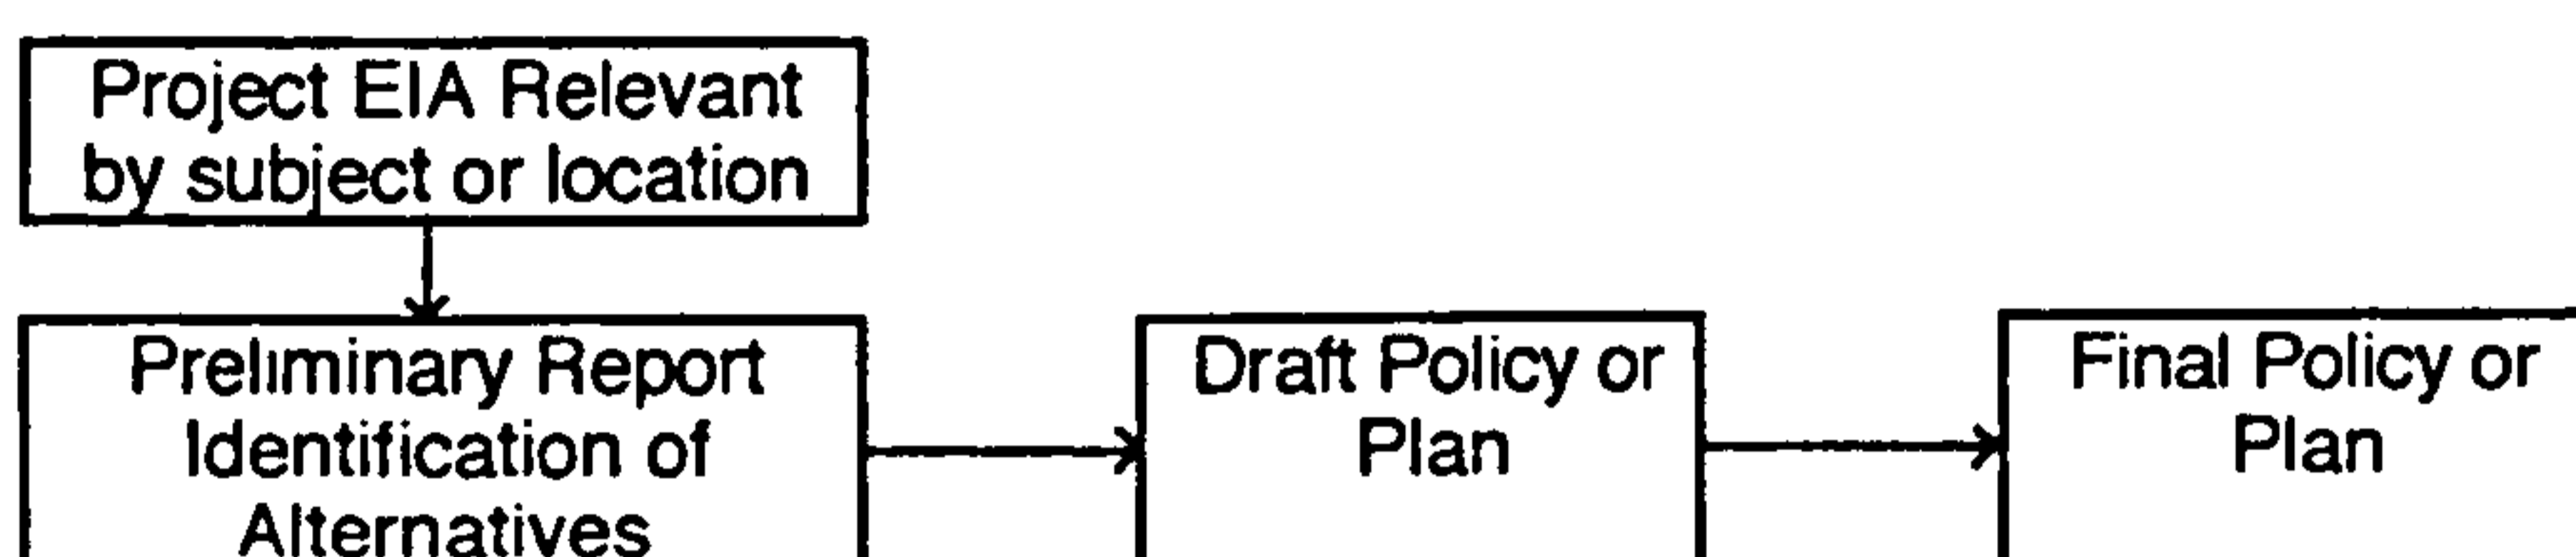 Project EIA Relevant
by subject or location
Preliminary Report
Identification of
Alternatives
Draft Policy or
Plan
Final Policy or
Plan